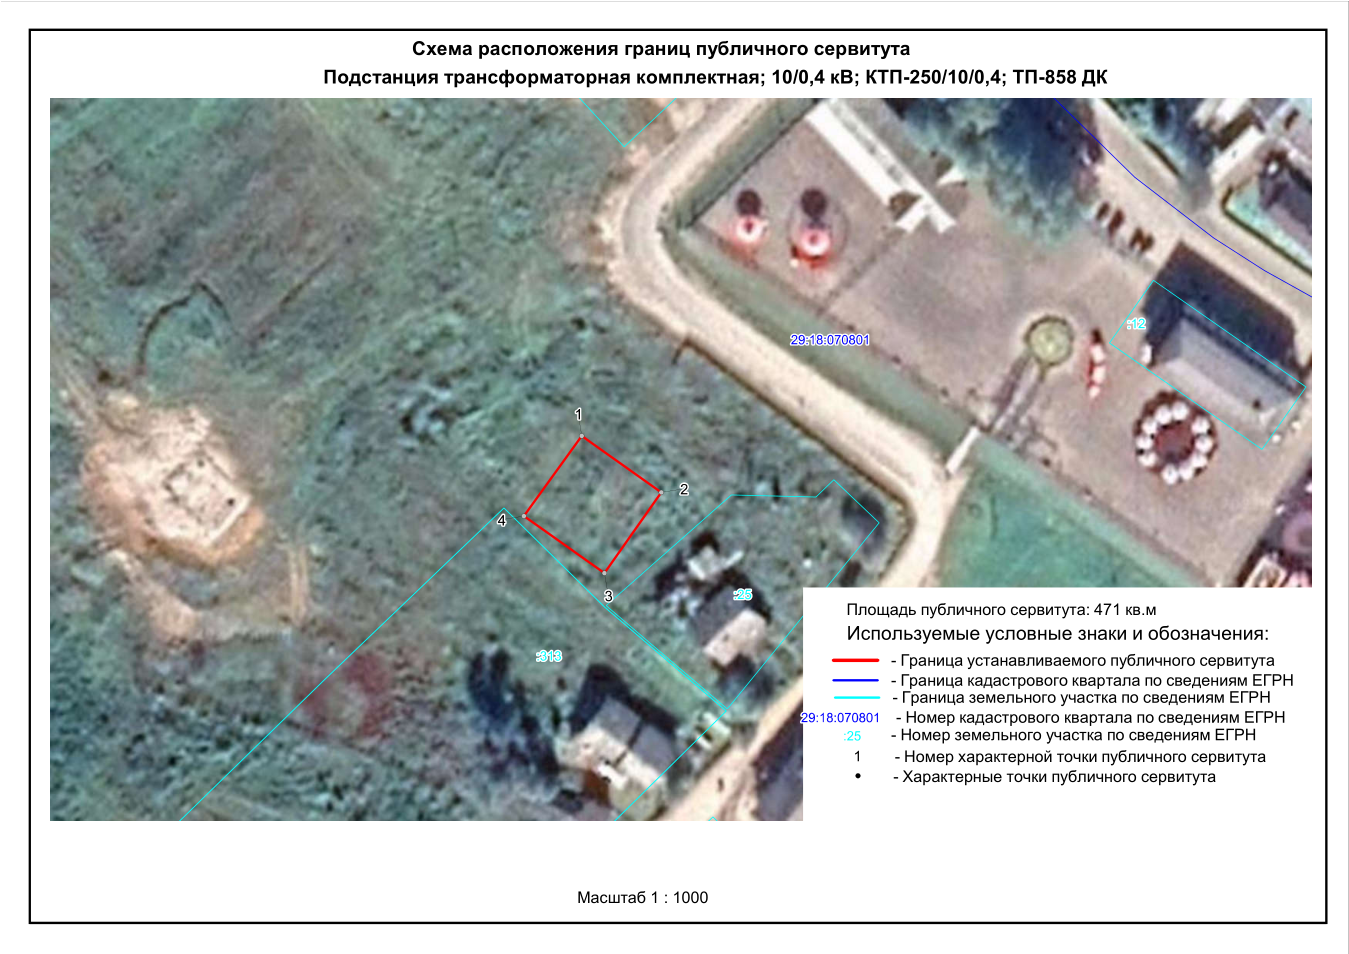 Схема расположения границ публичного сервитута
Подстанция трансформаторная комплектная; 10/0,4 кВ; КТП-250/10/0,4; ТП-858 ДК
:12
29:18:070801
1
2
4
3
:25
:313
Площадь публичного сервитута: 471 кв.м
Используемые условные знаки и обозначения:
- Граница устанавливаемого публичного сервитута
- Граница кадастрового квартала по сведениям ЕГРН
- Граница земельного участка по сведениям ЕГРН
29:18:070801 - Номер кадастрового квартала по сведениям ЕГРН
:25 - Номер земельного участка по сведениям ЕГРН
1 - Номер характерной точки публичного сервитута
- Характерные точки публичного сервитута
Масштаб 1 : 1000